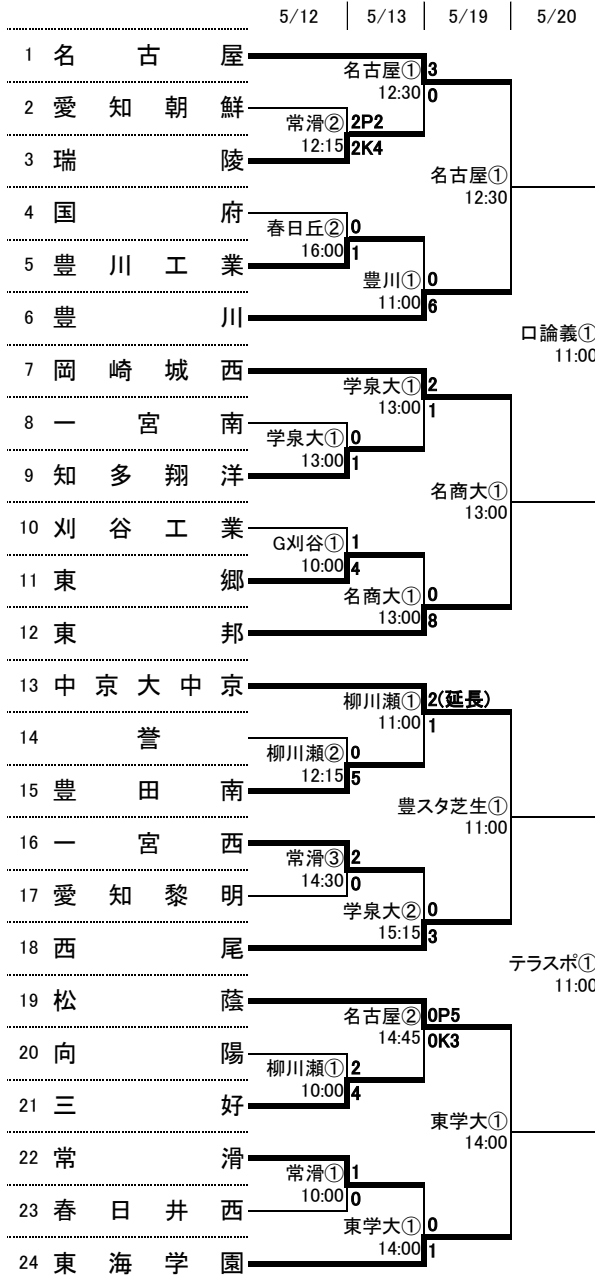 5/12 5/13 5/19 5/20
1 名古屋
名古屋① 3
12:30 0
2 愛知朝鮮
常滑② 2P2
12:15 2K4
3 瑞陵
名古屋①
12:30
4 国府
春日丘② 0
16:00 1
5 豊川工業
豊川① 0
11:00 6
6 豊川
口論義①
11:00
7 岡崎城西
学泉大① 2
13:00 1
8 一宮南
学泉大① 0
13:00 1
9 知多翔洋
名商大①
13:00
10 刈谷工業
G刈谷① 1
10:00 4
11 東郷
名商大① 0
13:00 8
12 東邦
13 中京大中京
柳川瀬① 2(延長)
11:00 1
14 誉
柳川瀬② 0
12:15 5
15 豊田南
豊スタ芝生①
11:00
16 一宮西
常滑③ 2
14:30 0
17 愛知黎明
学泉大② 0
15:15 3
18 西尾
テラスポ①
11:00
19 松蔭
名古屋② 0P5
14:45 0K3
20 向陽
柳川瀬① 2
10:00 4
21 三好
東学大①
14:00
22 常滑
常滑① 1
10:00 0
23 春日井西
東学大① 0
14:00 1
24 東海学園